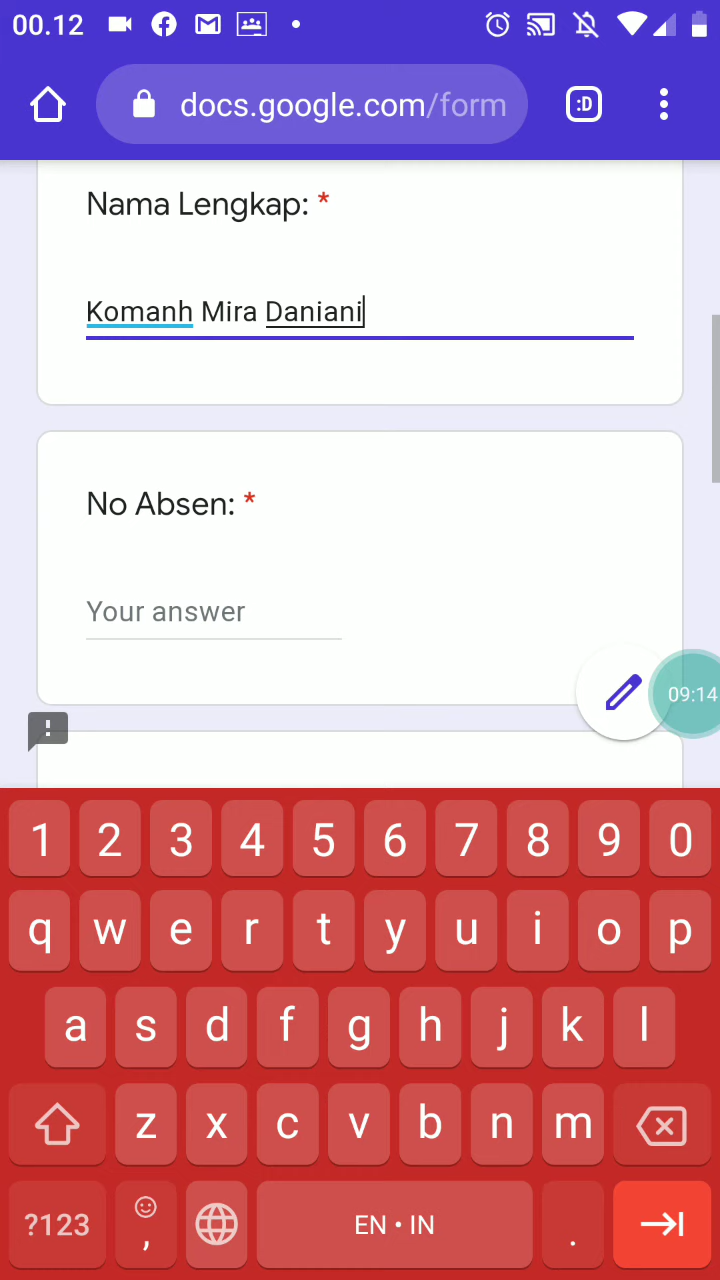 00.12
docs.google.com/form
:D
Nama Lengkap: *
Komanh Mira Daniani
No Absen: *
Your answer
09:14
!
1 2 3 4 5 6 7 8 9 0
q w e r t y u i o p
a s d f g h j k l
z x c v b n m
?123 , EN • IN .